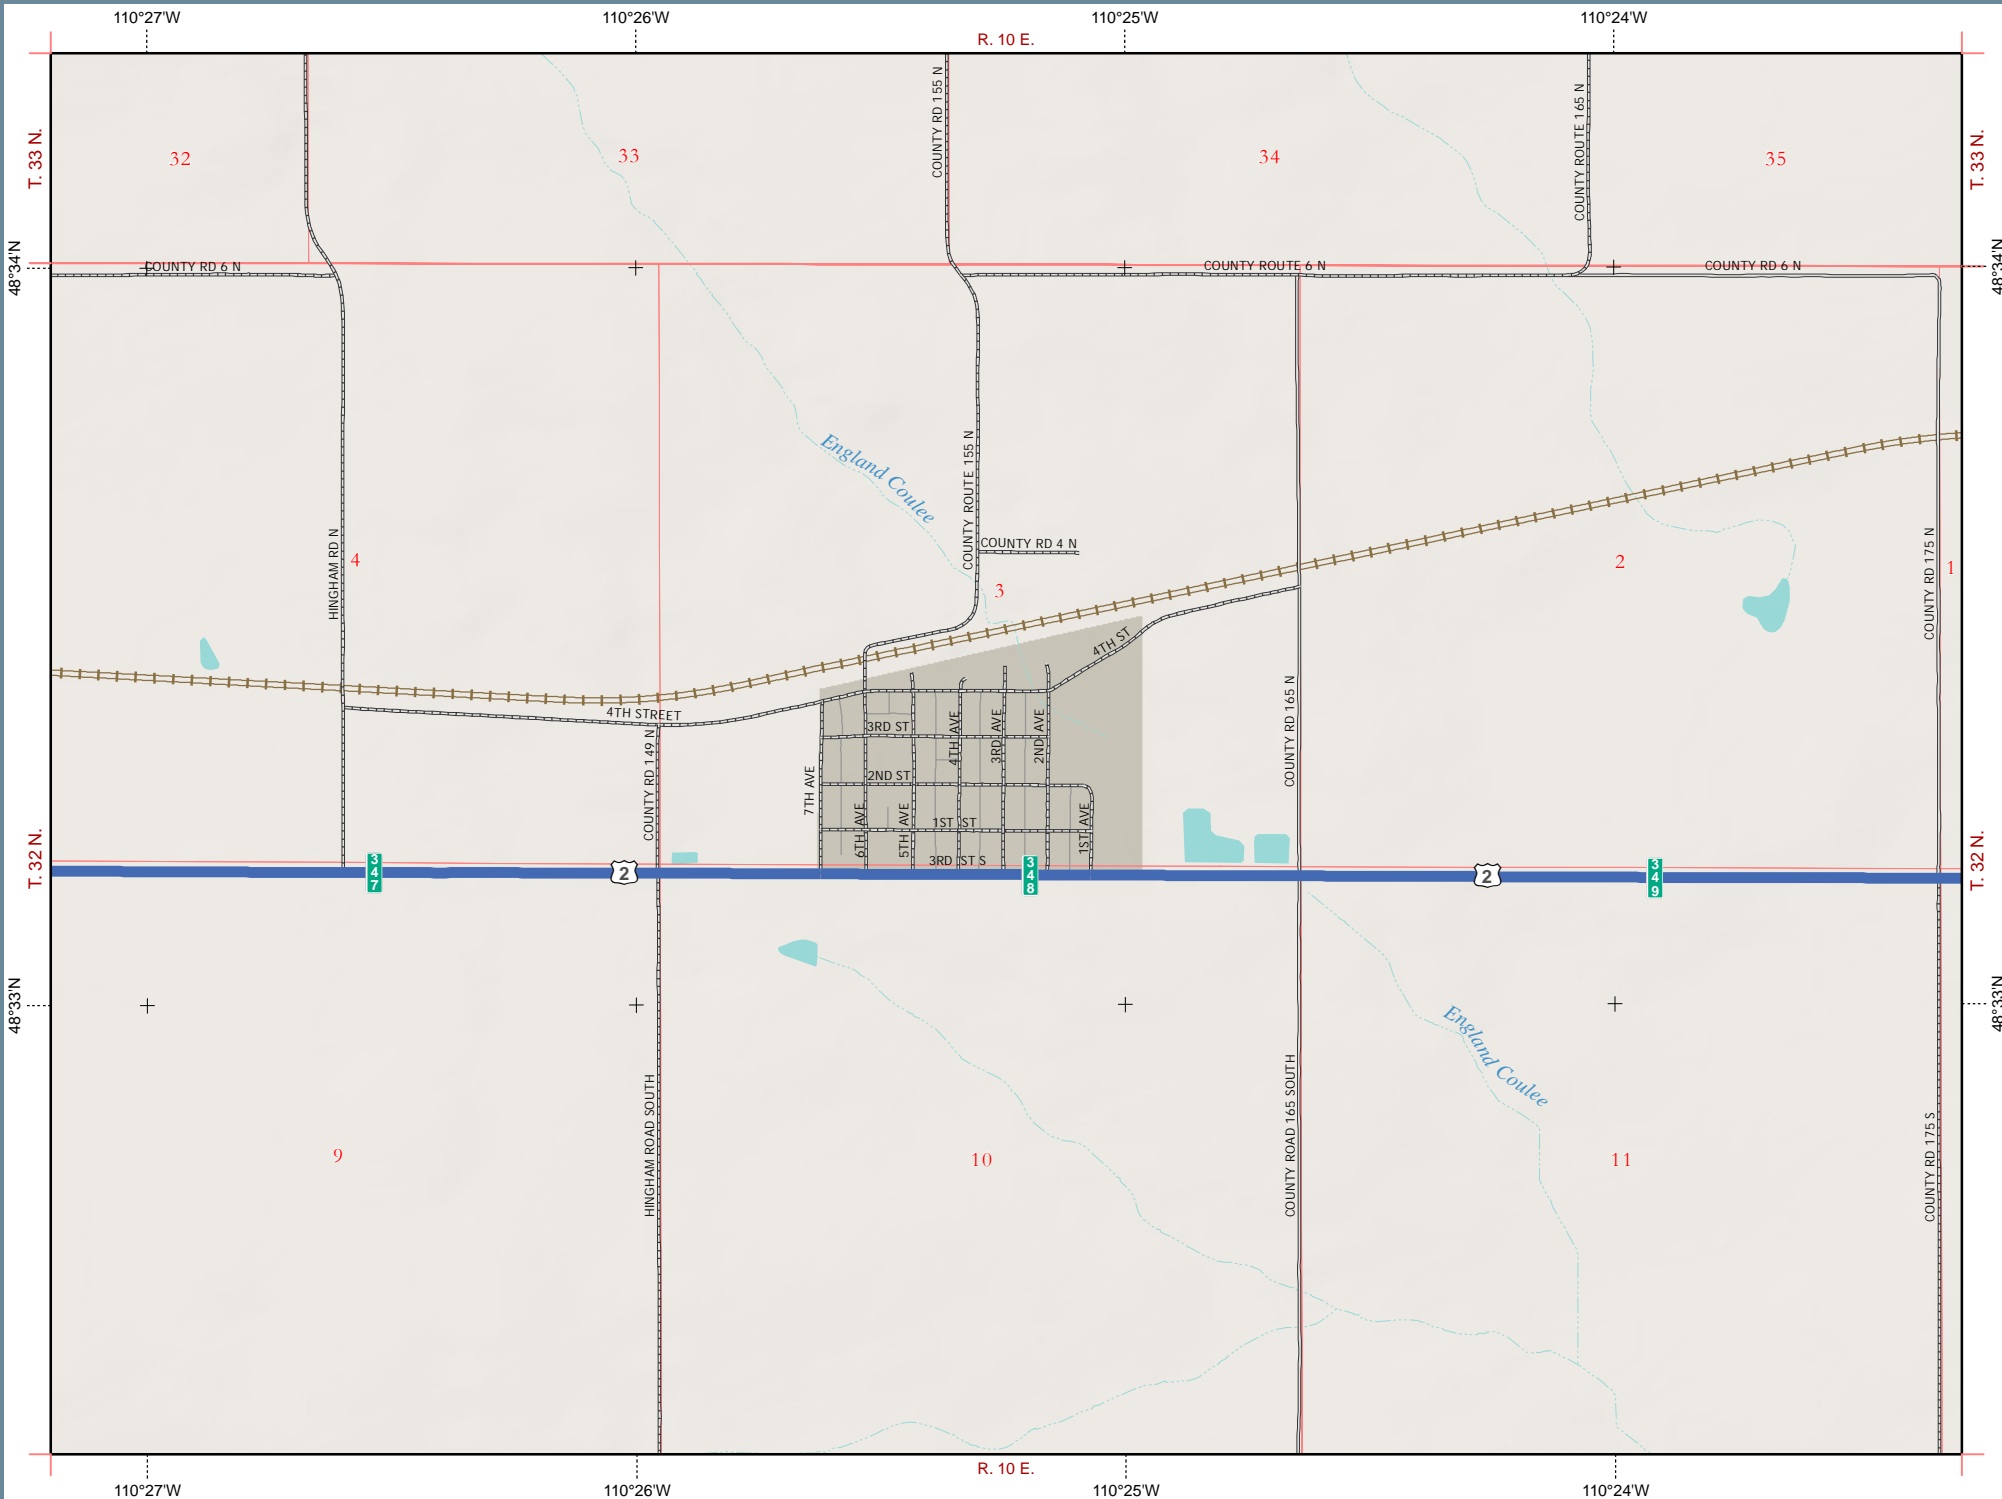 110°27'W 110°26'W 110°25'W 110°24'W
R. 10 E.
T. 33 N.
T. 33 N.
32
33
34
35
COUNTY RD 155 N
COUNTY ROUTE 165 N
48°34'N
48°34'N
COUNTY RD 6 N
COUNTY ROUTE 6 N
COUNTY RD 6 N
England Coulee
COUNTY ROUTE 155 N
COUNTY RD 4 N
HINGHAM RD N
4
3
2
1
COUNTY RD 175 N
4TH ST
4TH STREET
COUNTY RD 149 N
3RD ST
4TH AVE
3RD AVE
2ND AVE
COUNTY RD 165 N
7TH AVE
2ND ST
6TH AVE
5TH AVE
1ST ST
1ST AVE
3RD ST S
T. 32 N.
T. 32 N.
347
2
348
2
349
48°33'N
48°33'N
England Coulee
HINGHAM ROAD SOUTH
COUNTY ROAD 165 SOUTH
COUNTY RD 175 S
9
10
11
R. 10 E.
110°27'W 110°26'W 110°25'W 110°24'W